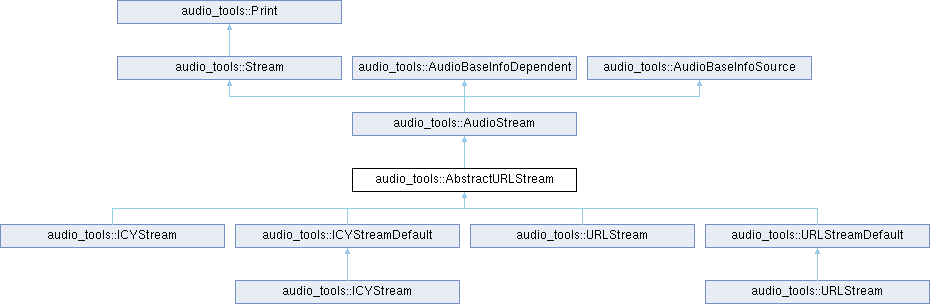 audio_tools::Print
audio_tools::Stream
audio_tools::AudioBaseInfoDependent
audio_tools::AudioBaseInfoSource
audio_tools::AudioStream
audio_tools::AbstractURLStream
audio_tools::ICYStream
audio_tools::ICYStreamDefault
audio_tools::URLStream
audio_tools::URLStreamDefault
audio_tools::ICYStream
audio_tools::URLStream